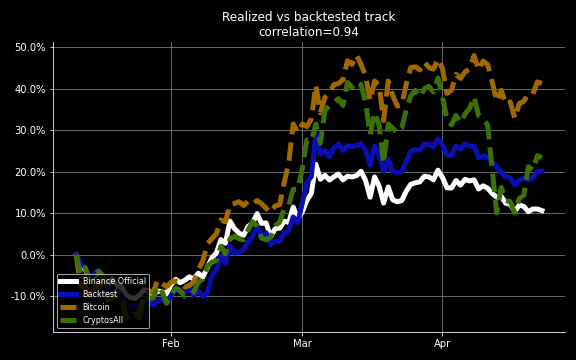 Realized vs backtested track
correlation=0.94
50.0%
40.0%
30.0%
20.0%
10.0%
0.0%
-10.0%
Binance Official
Backtest
Bitcoin
CryptosAll
Feb
Mar
Apr